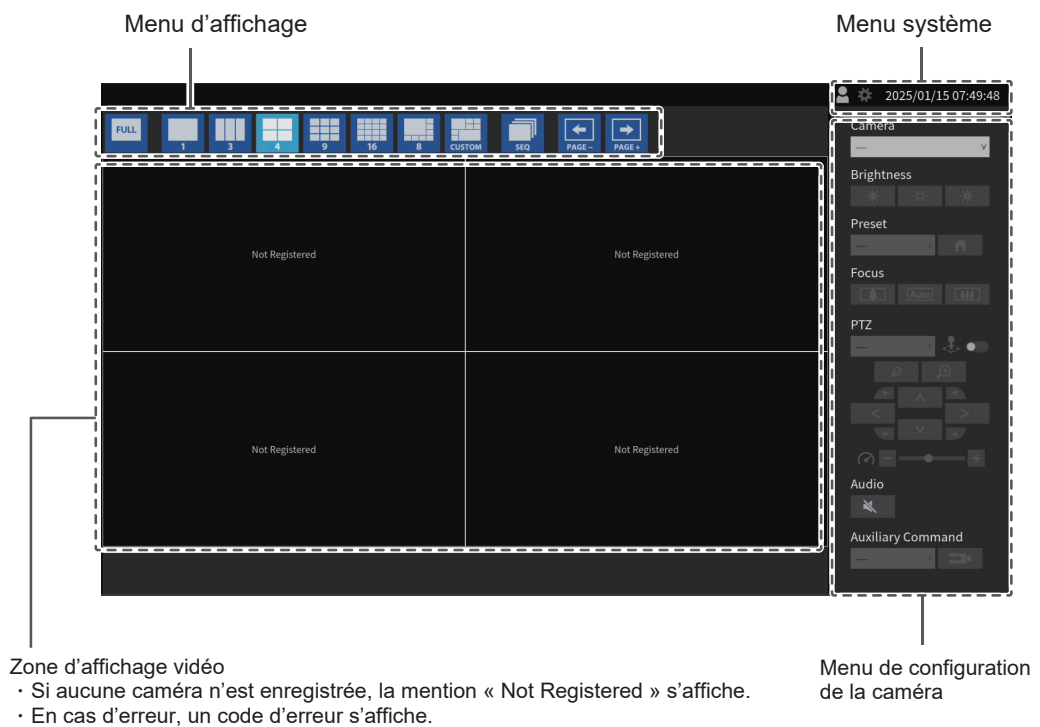 Menu d’affichage
Menu système
2025/01/15 07:49:48
FULL
1
3
4
9
16
8
CUSTOM
SEQ
PAGE −
PAGE +
Camera
----
Brightness
Preset
----
Focus
Auto
PTZ
----
Audio
Auxiliary Command
----
Not Registered
Not Registered
Not Registered
Not Registered
Zone d’affichage vidéo
・Si aucune caméra n’est enregistrée, la mention « Not Registered » s’affiche.
・En cas d’erreur, un code d’erreur s’affiche.
Menu de configuration
de la caméra